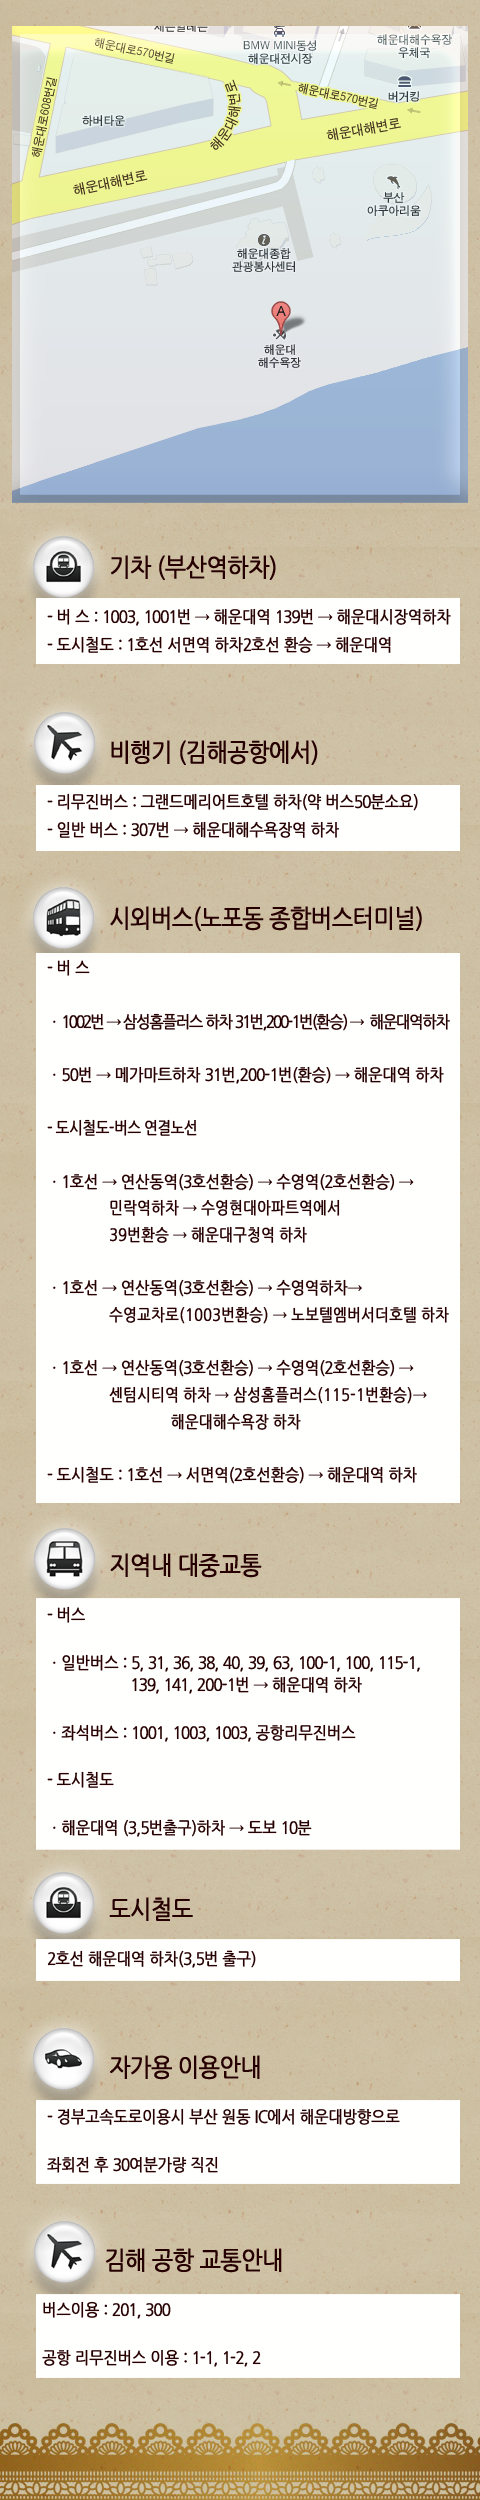 BMW MINI동성
해운대전시장
해운대해수욕장
우체국
해운대로570번길
해운대로608번길
버거킹
해운대로570번길
하버타운
해운대해변로
해운대해변로
해운대해변로
부산
아쿠아리움
해운대종합
관광봉사센터
A
해운대
해수욕장
기차 (부산역하차)
- 버 스 : 1003, 1001번 → 해운대역 139번 → 해운대시장역하차
- 도시철도 : 1호선 서면역 하차2호선 환승 → 해운대역
비행기 (김해공항에서)
- 리무진버스 : 그랜드메리어트호텔 하차(약 버스50분소요)
- 일반 버스 : 307번 → 해운대해수욕장역 하차
시외버스(노포동 종합버스터미널)
- 버 스
· 1002번 → 삼성홈플러스 하차 31번,200-1번(환승) → 해운대역하차
· 50번 → 메가마트하차 31번,200-1번(환승) → 해운대역 하차
- 도시철도-버스 연결노선
· 1호선 → 연산동역(3호선환승) → 수영역(2호선환승) →
민락역하차 → 수영현대아파트역에서
39번환승 → 해운대구청역 하차
· 1호선 → 연산동역(3호선환승) → 수영역하차→
수영교차로(1003번환승) → 노보텔엠버서더호텔 하차
· 1호선 → 연산동역(3호선환승) → 수영역(2호선환승) →
센텀시티역 하차 → 삼성홈플러스(115-1번환승)→
해운대해수욕장 하차
- 도시철도 : 1호선 → 서면역(2호선환승) → 해운대역 하차
지역내 대중교통
- 버스
· 일반버스 : 5, 31, 36, 38, 40, 39, 63, 100-1, 100, 115-1,
139, 141, 200-1번 → 해운대역 하차
· 좌석버스 : 1001, 1003, 1003, 공항리무진버스
- 도시철도
· 해운대역 (3,5번출구)하차 → 도보 10분
도시철도
2호선 해운대역 하차(3,5번 출구)
자가용 이용안내
- 경부고속도로이용시 부산 원동 IC에서 해운대방향으로
좌회전 후 30여분가량 직진
김해 공항 교통안내
버스이용 : 201, 300
공항 리무진버스 이용 : 1-1, 1-2, 2